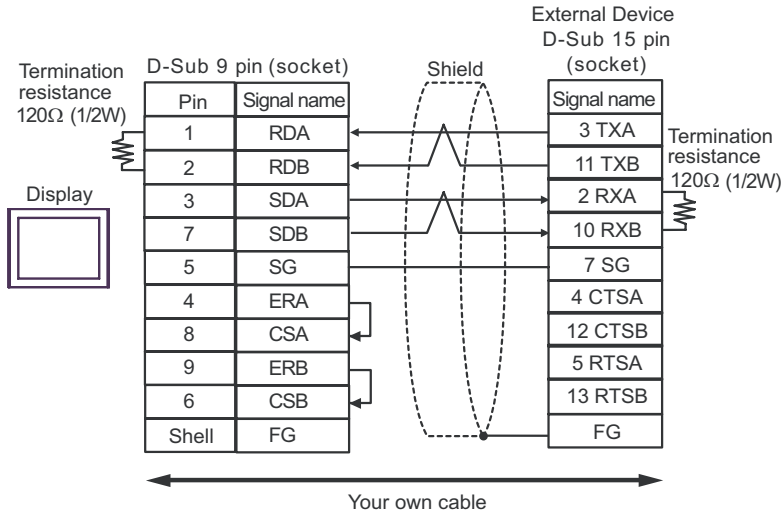 External Device
D-Sub 15 pin
(socket)
D-Sub 9 pin (socket)
Shield
Termination
resistance
120Ω (1/2W)
Pin Signal name
Signal name
1 RDA
3 TXA
2 RDB
11 TXB
Termination
resistance
120Ω (1/2W)
Display
3 SDA
2 RXA
7 SDB
10 RXB
5 SG
7 SG
4 ERA
4 CTSA
8 CSA
12 CTSB
9 ERB
5 RTSA
6 CSB
13 RTSB
Shell FG
FG
Your own cable